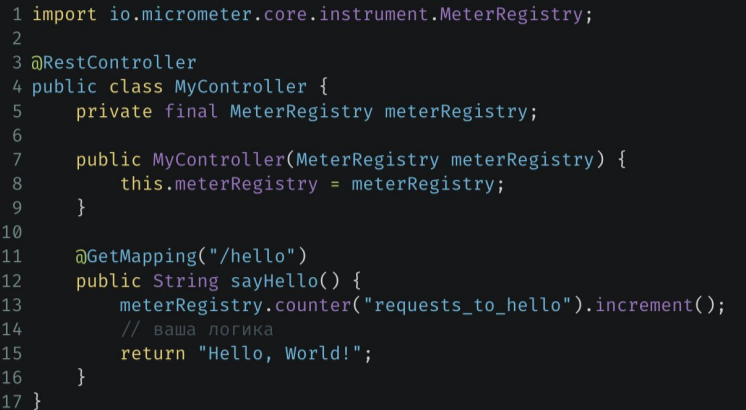 1 import io.micrometer.core.instrument.MeterRegistry;
2
3 @RestController
4 public class MyController {
5     private final MeterRegistry meterRegistry;
6
7     public MyController(MeterRegistry meterRegistry) {
8         this.meterRegistry = meterRegistry;
9     }
10
11     @GetMapping("/hello")
12     public String sayHello() {
13         meterRegistry.counter("requests_to_hello").increment();
14         // ваша логика
15         return "Hello, World!";
16     }
17 }